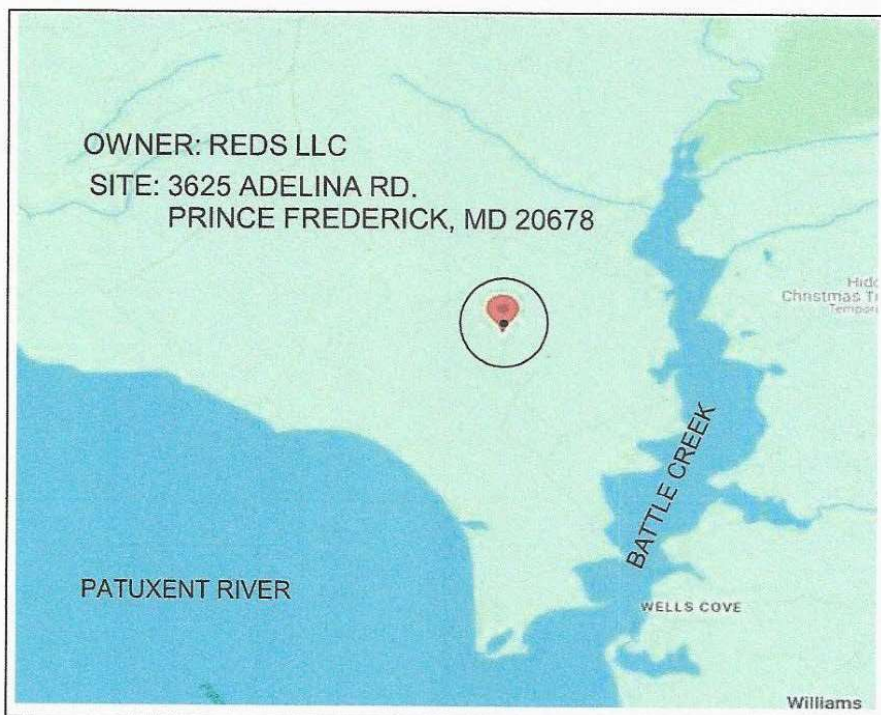 OWNER: REDS LLC
SITE: 3625 ADELINA RD.
PRINCE FREDERICK, MD 20678
Christmas
BATTLE CREEK
PATUXENT RIVER
WELLS COVE
Williams